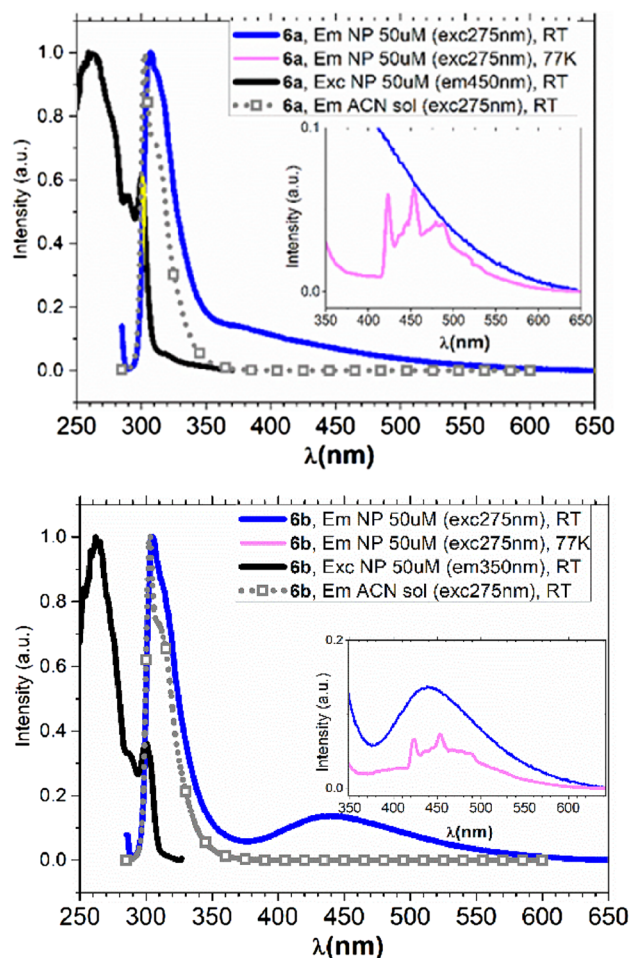 6a, Em NP 50uM (exc275nm), RT
6a, Em NP 50uM (exc275nm), 77K
6a, Exc NP 50uM (em450nm), RT
6a, Em ACN sol (exc275nm), RT
Intensity (a.u.)
1.0
0.8
0.6
0.4
0.2
0.0
250 300 350 400 450 500 550 600 650
λ(nm)
Intensity (a.u.)
0.1
0.0
350 400 450 500 550 600 650
λ(nm)
6b, Em NP 50uM (exc275nm), RT
6b, Em NP 50uM (exc275nm), 77K
6b, Exc NP 50uM (em350nm), RT
6b, Em ACN sol (exc275nm), RT
Intensity (a.u.)
1.0
0.8
0.6
0.4
0.2
0.0
250 300 350 400 450 500 550 600 650
λ(nm)
Intensity (a.u.)
0.2
0.0
350 400 450 500 550 600
λ(nm)